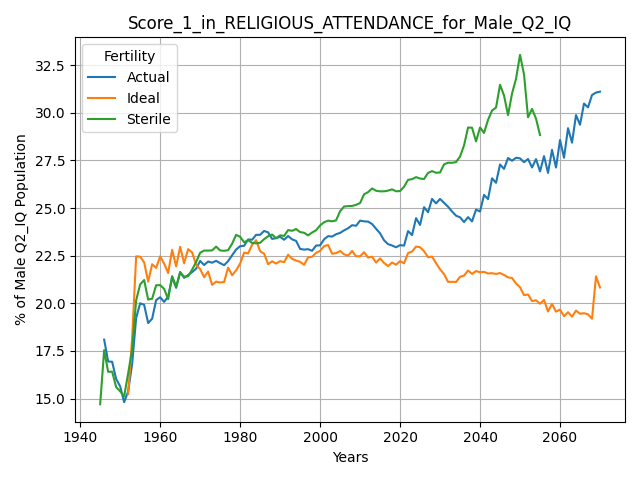 Score_1_in_RELIGIOUS_ATTENDANCE_for_Male_Q2_IQ
Fertility
Actual
Ideal
Sterile
% of Male Q2_IQ Population
32.5
30.0
27.5
25.0
22.5
20.0
17.5
15.0
1940 1960 1980 2000 2020 2040 2060
Years